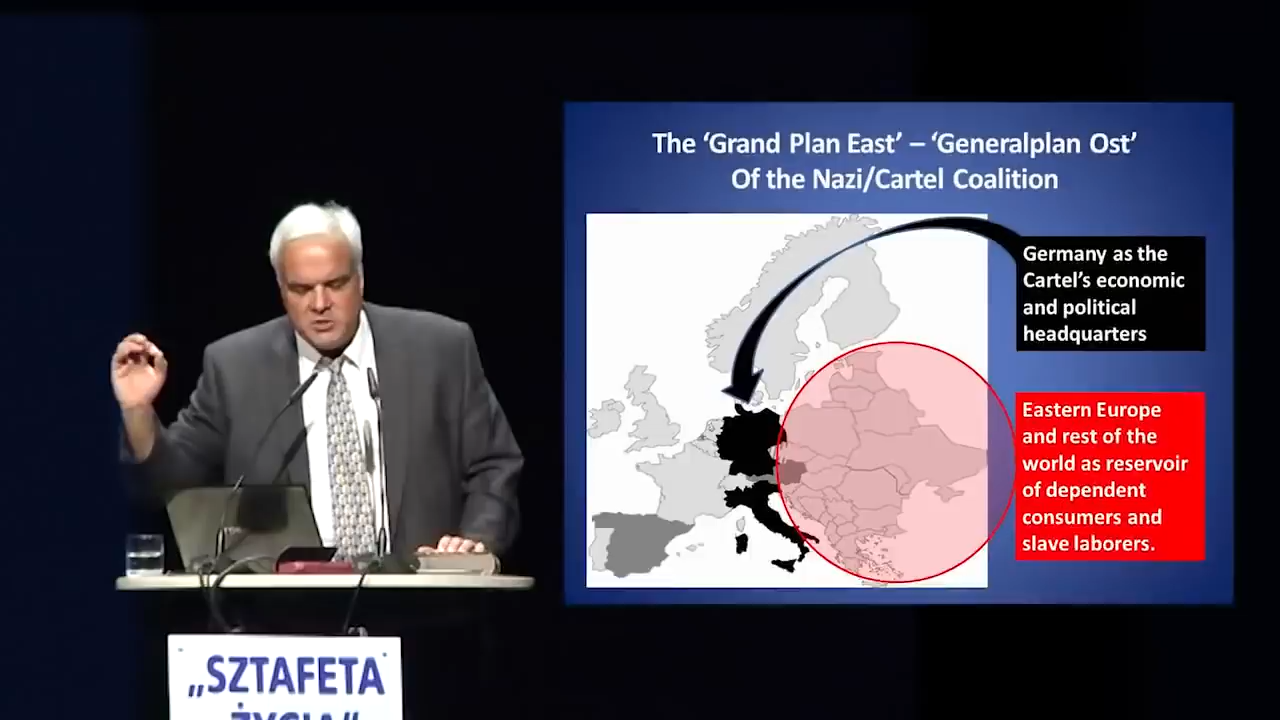 The ‘Grand Plan East’ – ‘Generalplan Ost’
Of the Nazi/Cartel Coalition
Germany as the
Cartel’s economic
and political
headquarters
Eastern Europe
and rest of the
world as reservoir
of dependent
consumers and
slave laborers.
„SZTAFETA
ŻYCIA”